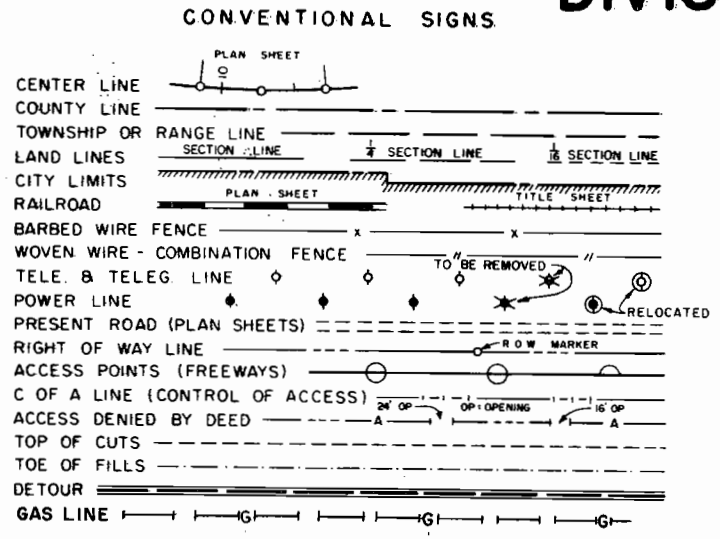 DIVIS
CONVENTIONAL SIGNS
PLAN SHEET
10
CENTER LINE
COUNTY LINE
TOWNSHIP OR RANGE LINE
LAND LINES SECTION LINE 1/4 SECTION LINE 1/16 SECTION LINE
CITY LIMITS
RAILROAD PLAN SHEET TITLE SHEET
BARBED WIRE FENCE x x
WOVEN WIRE - COMBINATION FENCE // //
TO BE REMOVED
TELE. & TELEG. LINE
POWER LINE RELOCATED
PRESENT ROAD (PLAN SHEETS)
RIGHT OF WAY LINE ROW MARKER
ACCESS POINTS (FREEWAYS)
C OF A LINE (CONTROL OF ACCESS)
24' OP OP=OPENING 16' OP
ACCESS DENIED BY DEED A A
TOP OF CUTS
TOE OF FILLS
DETOUR
GAS LINE G G G